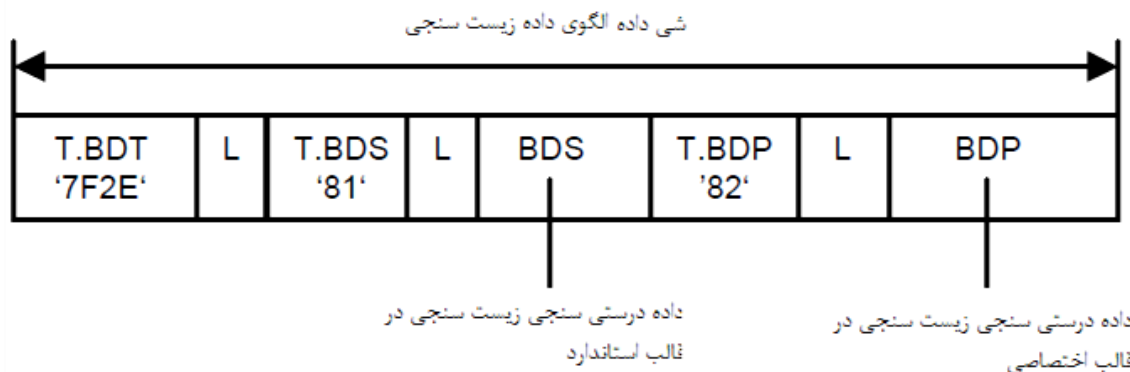 شی داده الگوی داده زیست سنجی
T.BDT L T.BDS L BDS T.BDP L BDP
‘7F2E‘ ‘81‘ ’82‘
داده درستی سنجی زیست سنجی در
قالب استاندارد
داده درستی سنجی زیست سنجی در
قالب اختصاصی